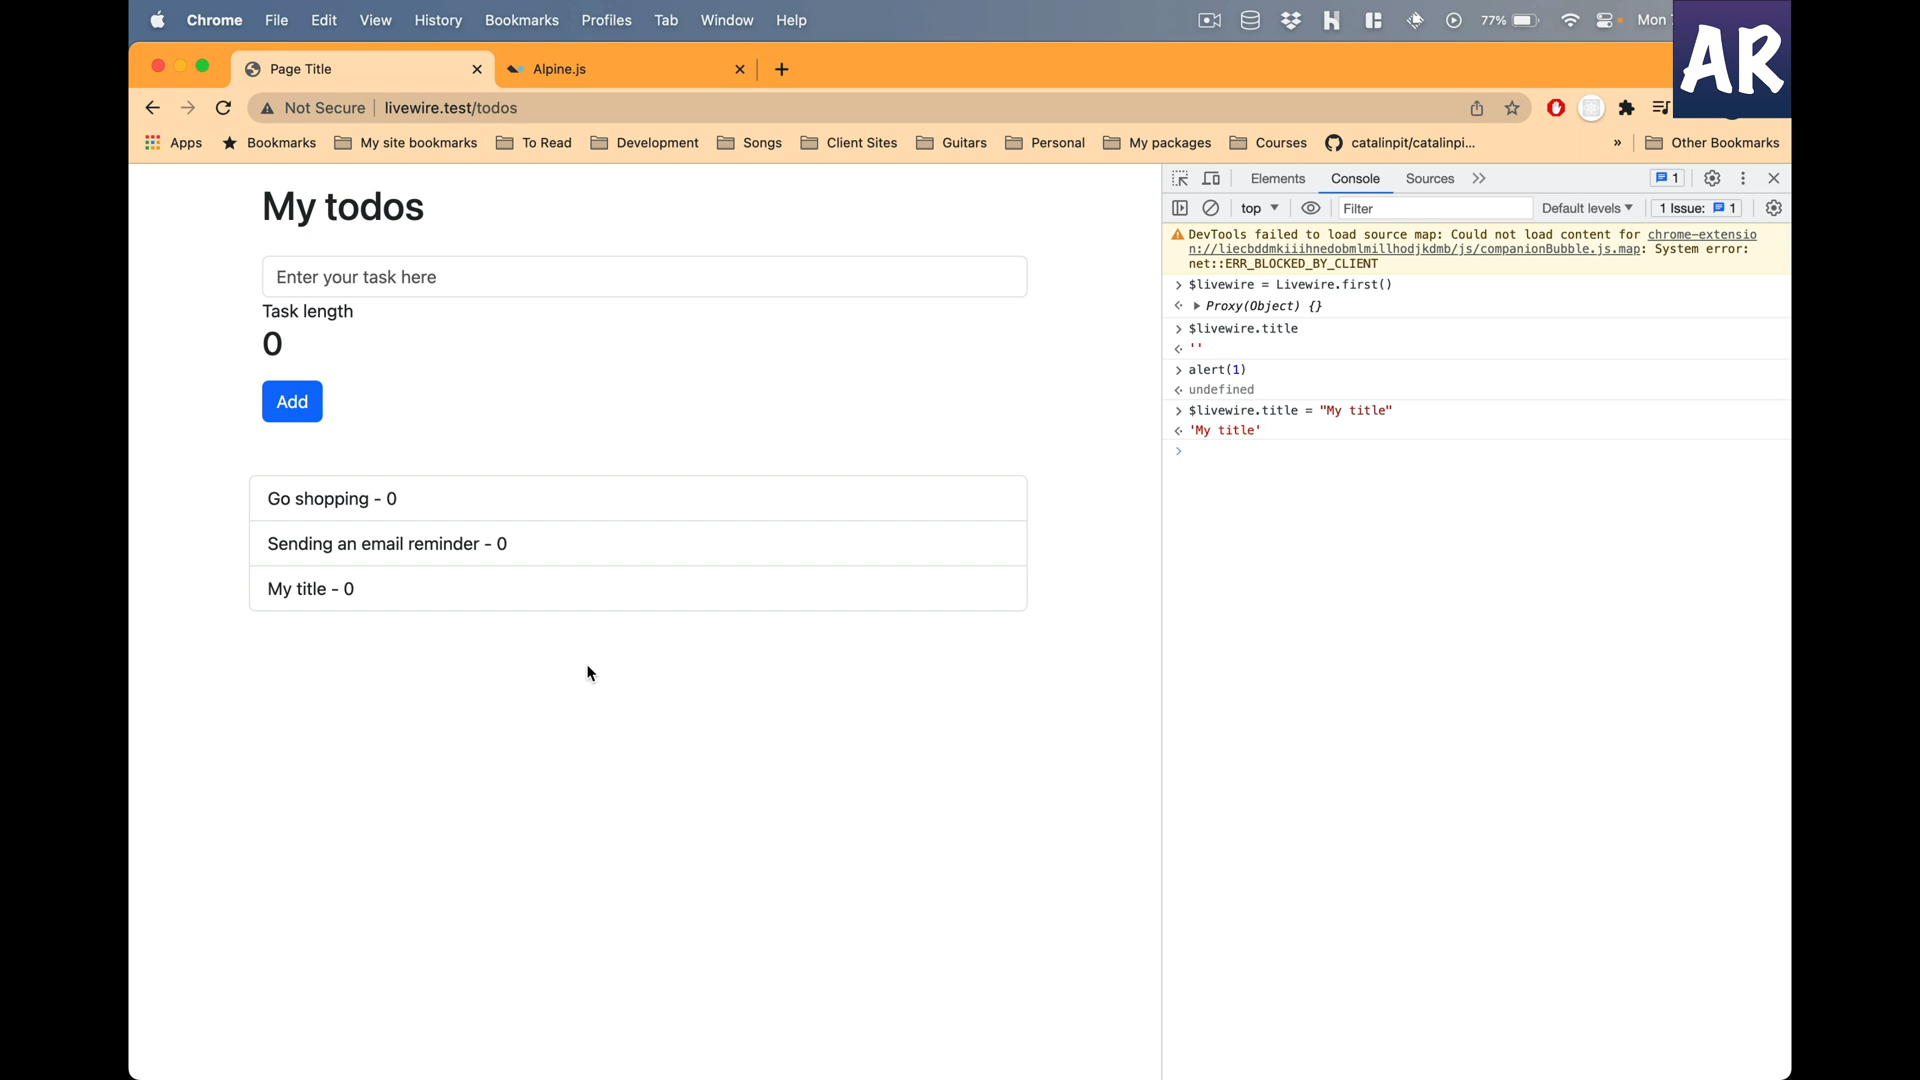 Chrome File Edit View History Bookmarks Profiles Tab Window Help 77% Mon
AR
Page Title Alpine.js
Not Secure livewire.test/todos
Apps Bookmarks My site bookmarks To Read Development Songs Client Sites Guitars Personal My packages Courses catalinpit/catalinpi... » Other Bookmarks
My todos
Enter your task here
Task length
0
Add
Go shopping - 0
Sending an email reminder - 0
My title - 0
Elements Console Sources 1
top Filter Default levels 1 Issue: 1
DevTools failed to load source map: Could not load content for chrome-extensio
n://liecbddmkiiihnedobmlmillhodjkdmb/js/companionBubble.js.map: System error:
net::ERR_BLOCKED_BY_CLIENT
$livewire = Livewire.first()
Proxy(Object) {}
$livewire.title
''
alert(1)
undefined
$livewire.title = "My title"
'My title'